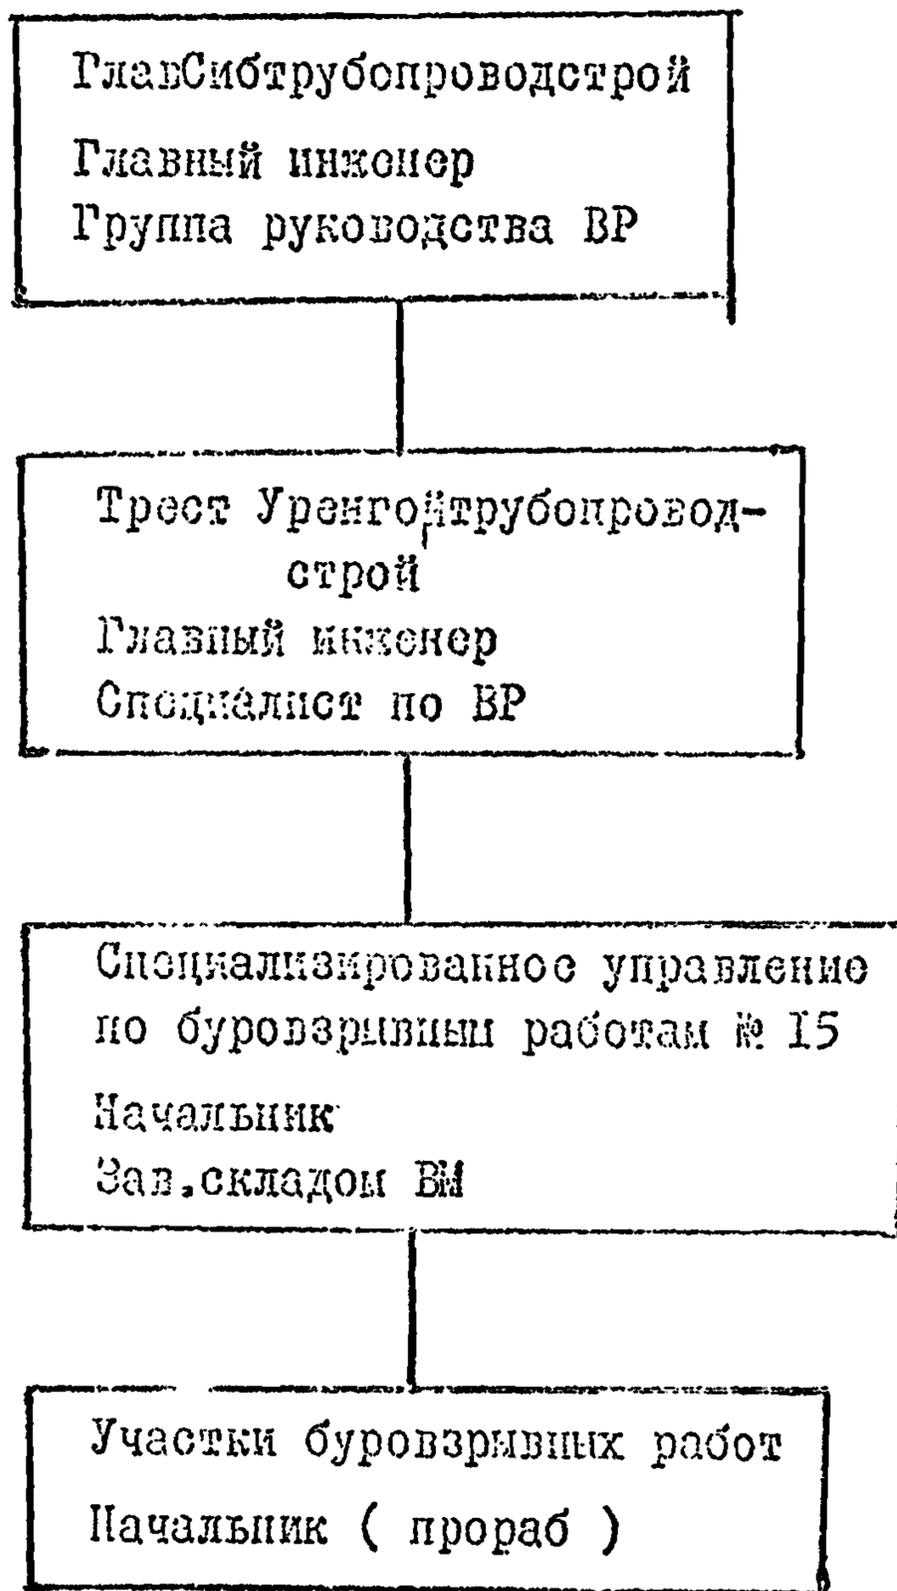 ГлавСибтрубопроводстрой
Главный инженер
Группа руководства ВР
Трест Уренгойтрубопровод-
строй
Главный инженер
Специалист по ВР
Специализированное управление
по буровзрывным работам № 15
Начальник
Зав.складом ВМ
Участки буровзрывных работ
Начальник ( прораб )